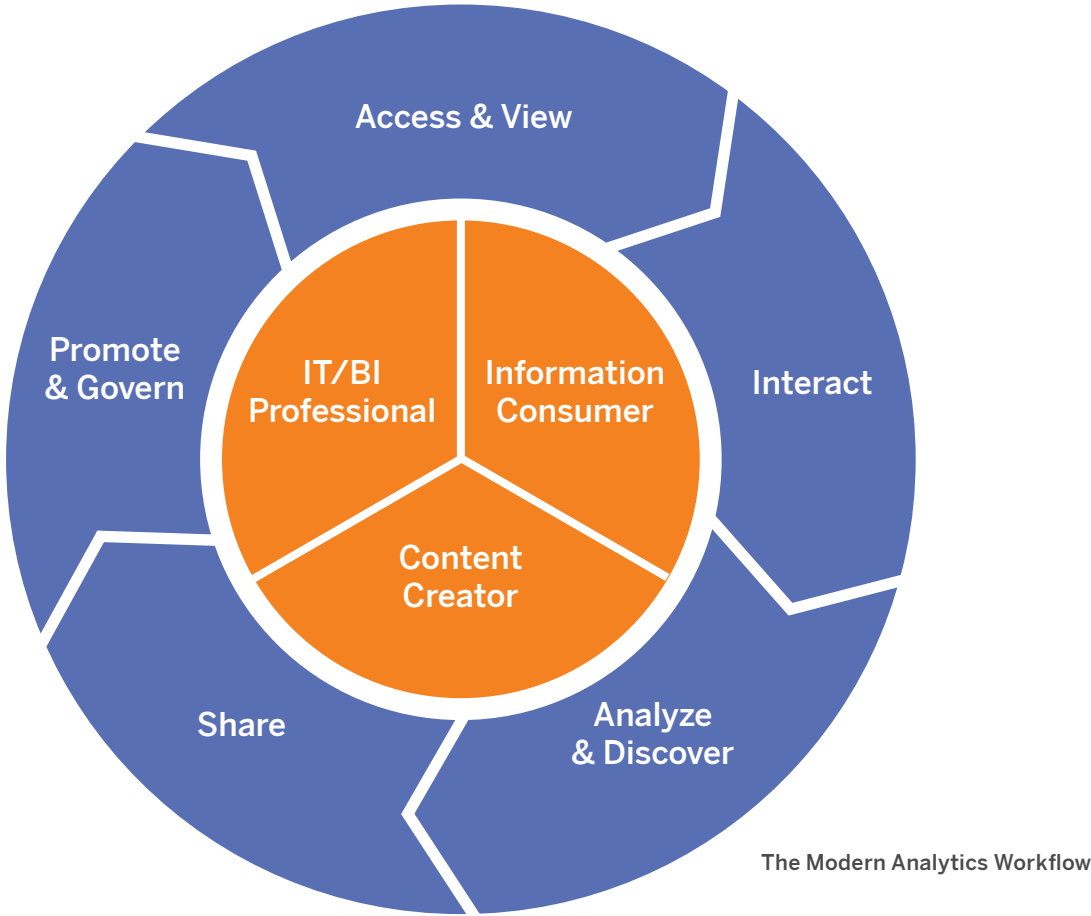 Access & View
Interact
Analyze
& Discover
Share
Promote
& Govern
IT/BI
Professional
Information
Consumer
Content
Creator
The Modern Analytics Workflow